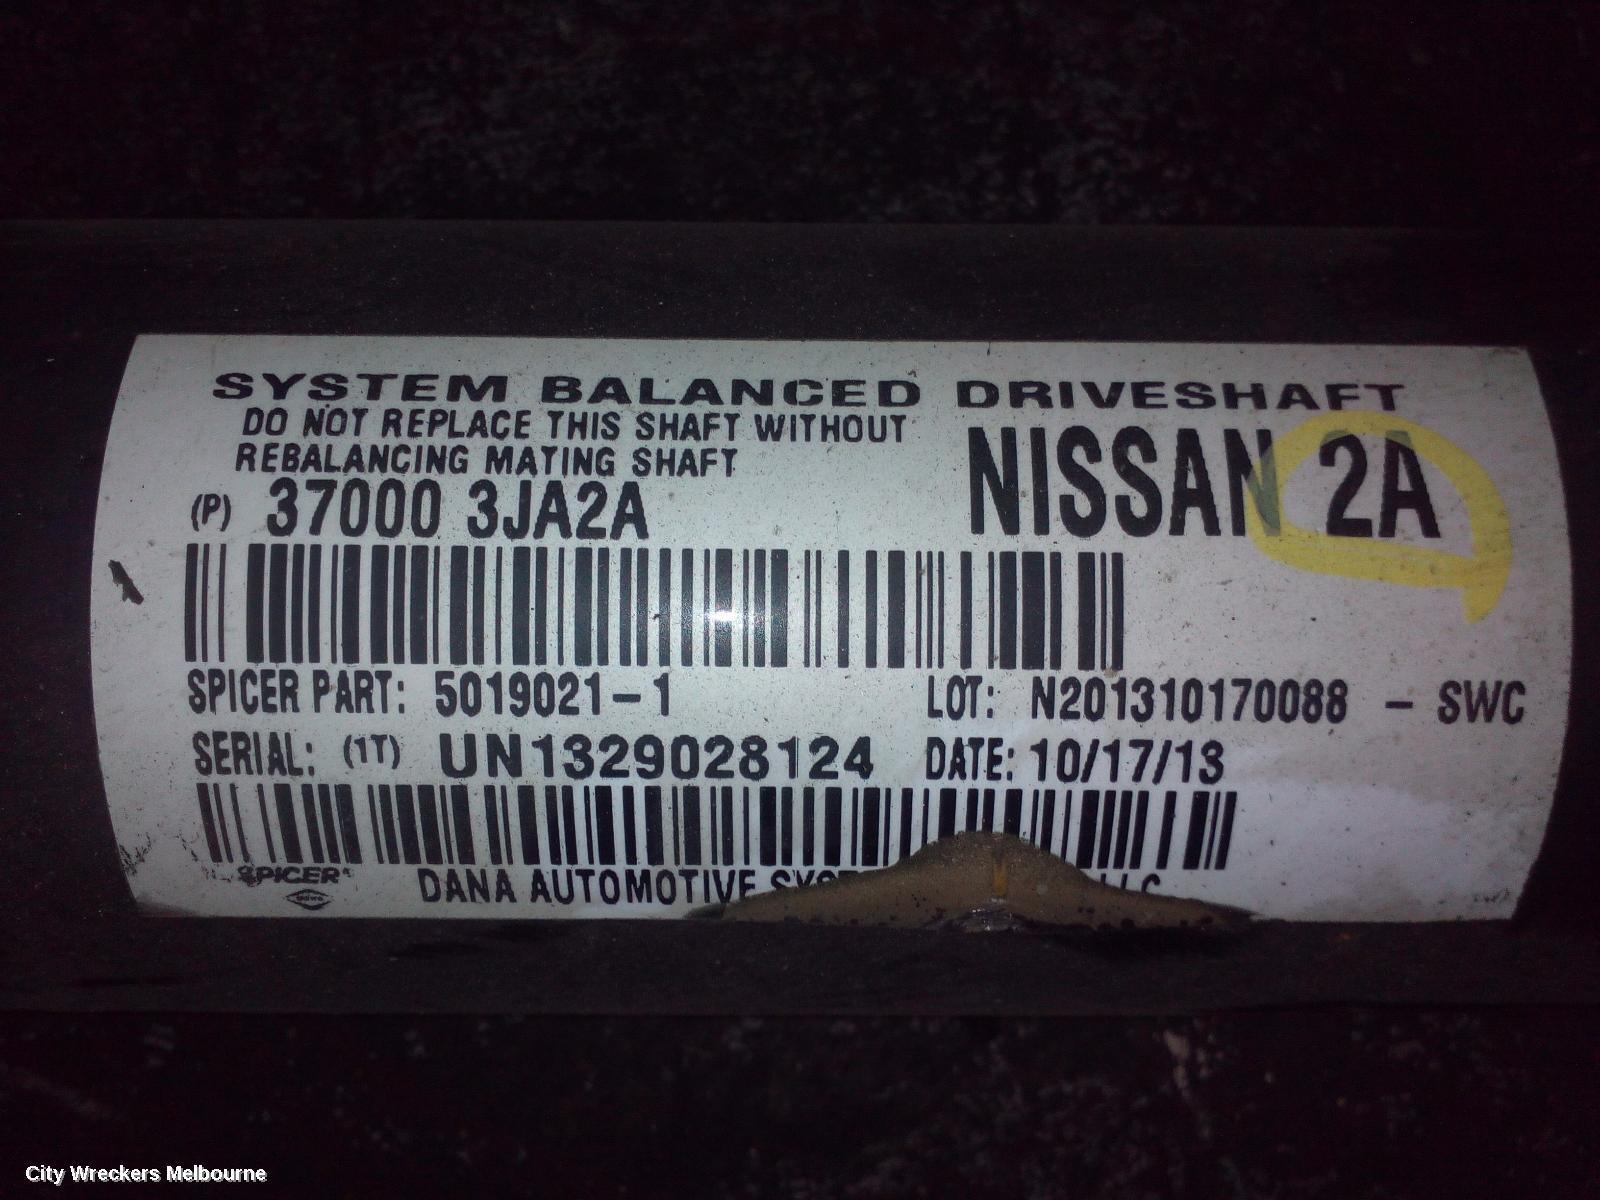 SYSTEM BALANCED DRIVESHAFT
DO NOT REPLACE THIS SHAFT WITHOUT
REBALANCING MATING SHAFT
NISSAN 2A
(P) 37000 3JA2A
SPICER PART: 5019021-1 LOT: N201310170088 - SWC
SERIAL: (1T) UN1329028124 DATE: 10/17/13
SPICER®
DANA AUTOMOTIVE LLC
City Wreckers Melbourne